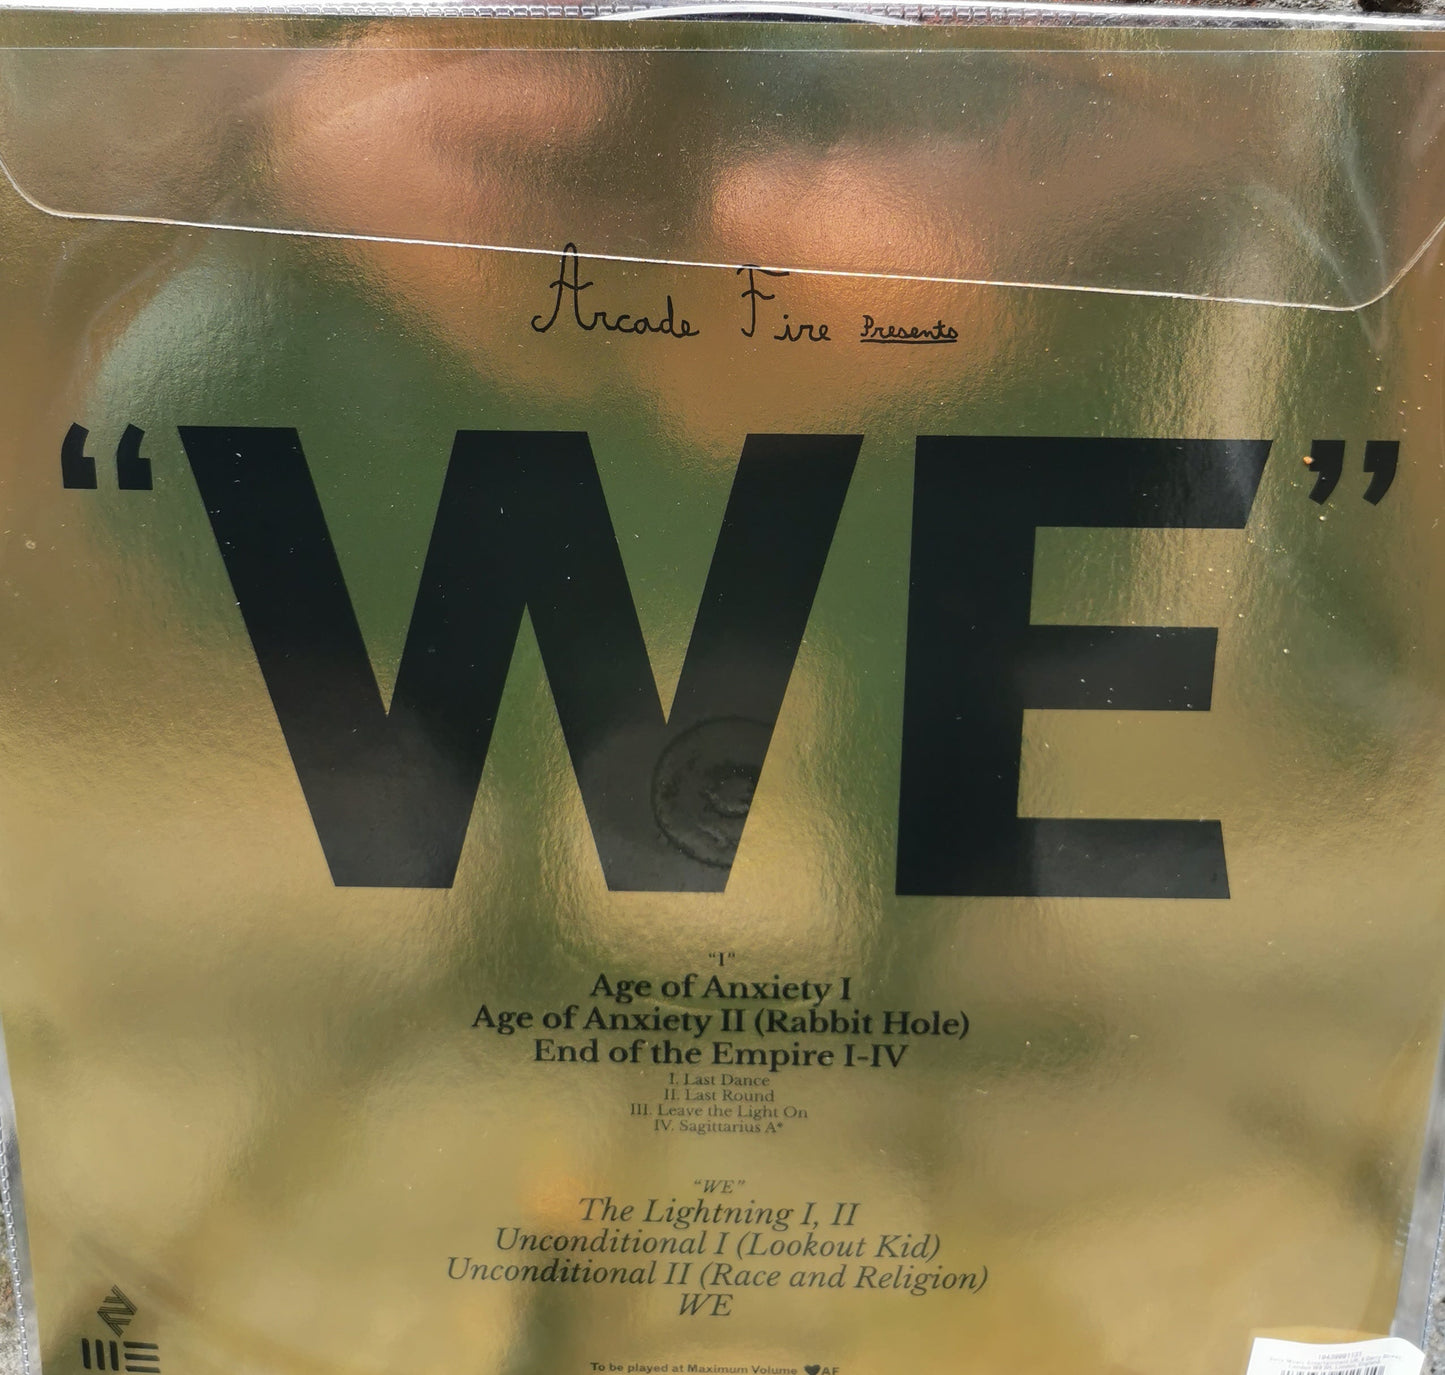 Arcade Fire Presents
“WE”
“I”
Age of Anxiety I
Age of Anxiety II (Rabbit Hole)
End of the Empire I-IV
I. Last Dance
II. Last Round
III. Leave the Light On
IV. Sagittarius A*
“WE”
The Lightning I, II
Unconditional I (Lookout Kid)
Unconditional II (Race and Religion)
WE
To be played at Maximum Volume ♥AF